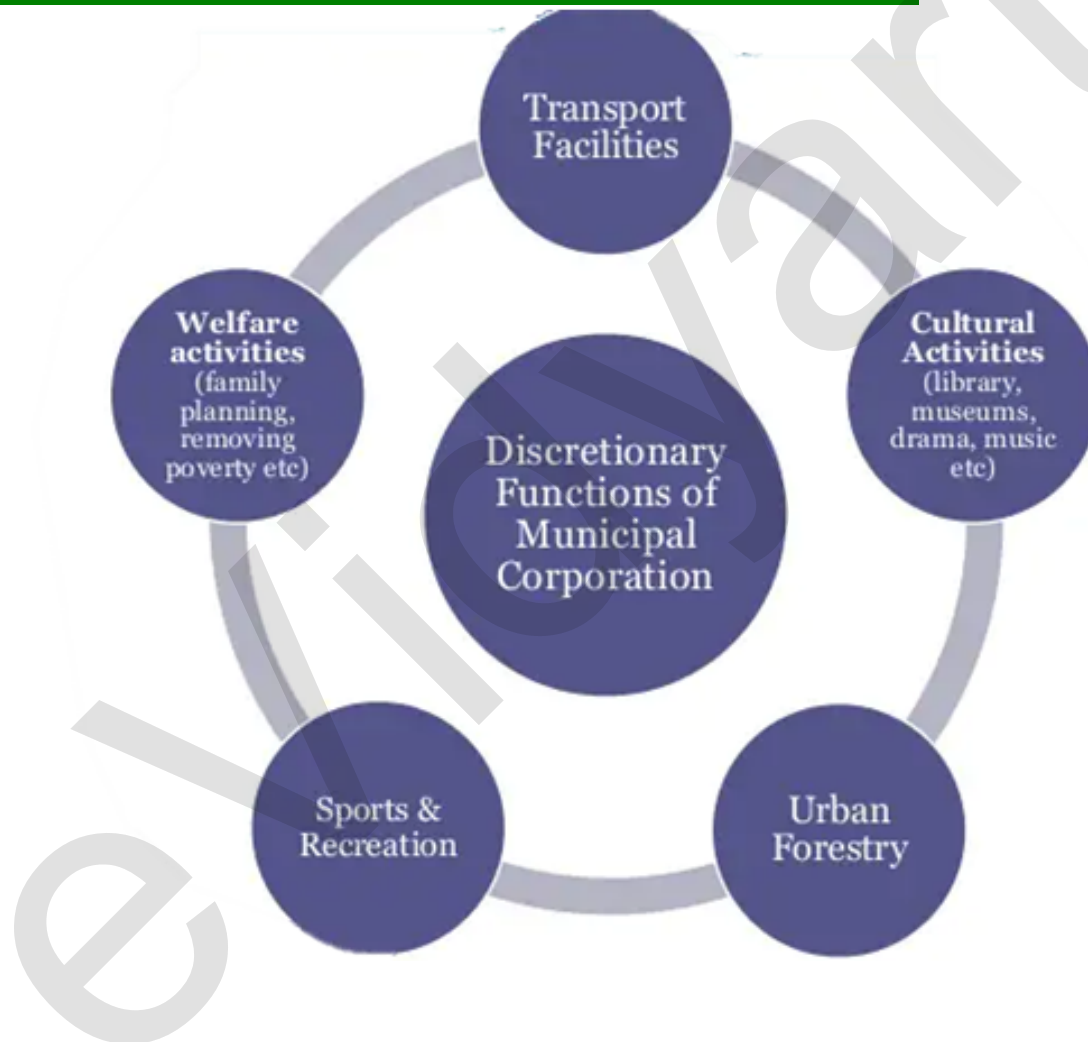 Transport
Facilities
Cultural
Activities
(library,
museums,
drama, music
etc)
Urban
Forestry
Sports &
Recreation
Welfare
activities
(family
planning,
removing
poverty etc)
Discretionary
Functions of
Municipal
Corporation
eVidyar